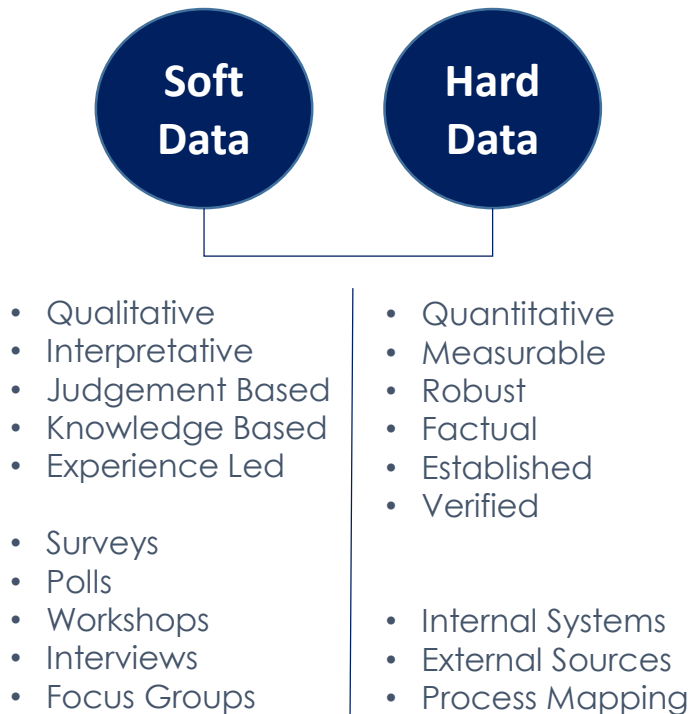 Soft
Data
Hard
Data
• Qualitative
• Interpretative
• Judgement Based
• Knowledge Based
• Experience Led
• Surveys
• Polls
• Workshops
• Interviews
• Focus Groups
• Quantitative
• Measurable
• Robust
• Factual
• Established
• Verified
• Internal Systems
• External Sources
• Process Mapping